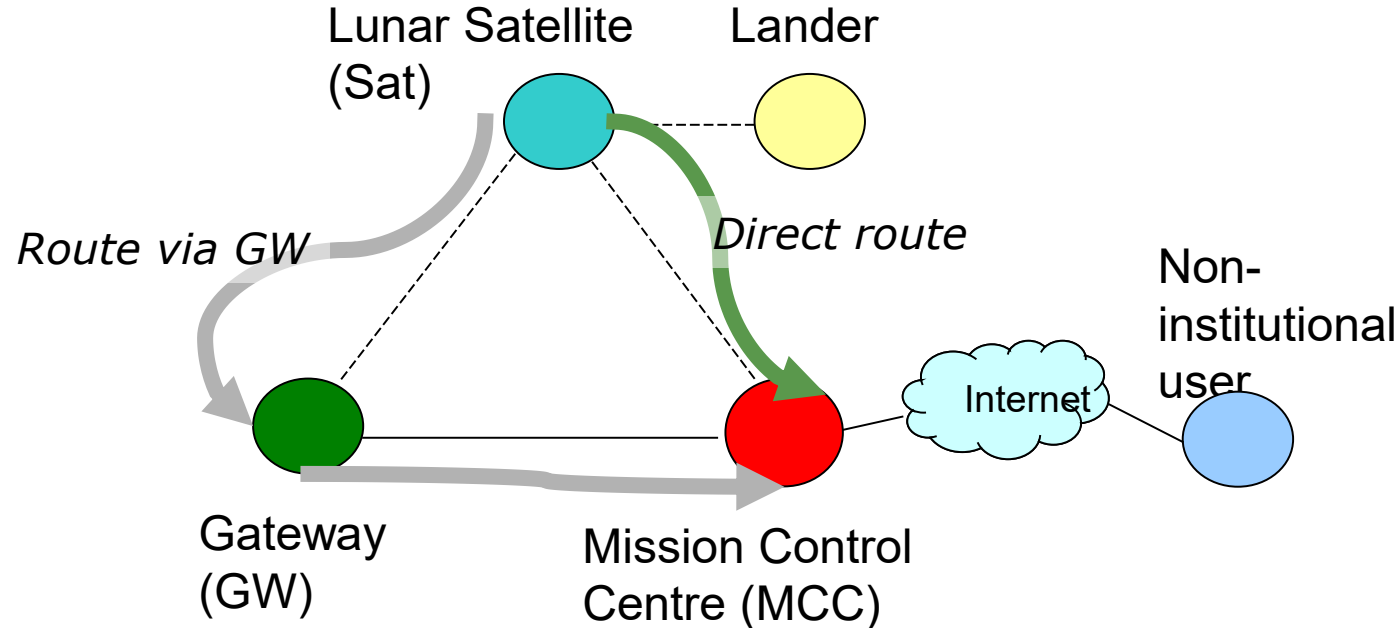 Lunar Satellite
(Sat)
Lander
Route via GW
Direct route
Non-
institutional
user
Internet
Gateway
(GW)
Mission Control
Centre (MCC)